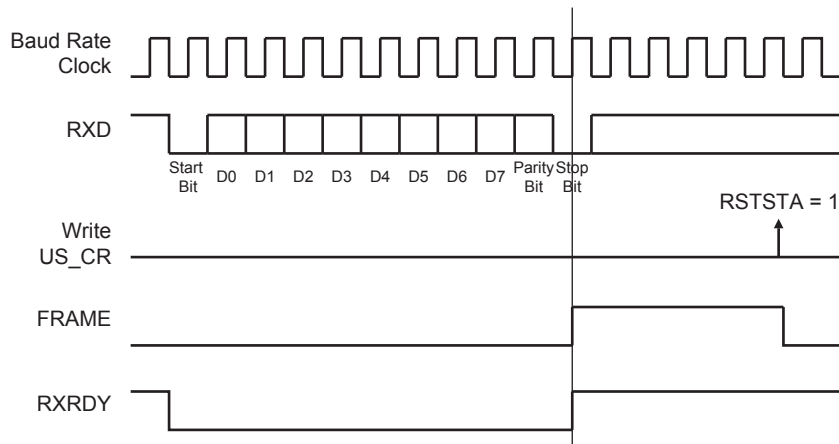 Baud Rate
Clock
RXD
Start
Bit
D0
D1
D2
D3
D4
D5
D6
D7
Parity
Bit
Stop
Bit
RSTSTA = 1
Write
US_CR
FRAME
RXRDY